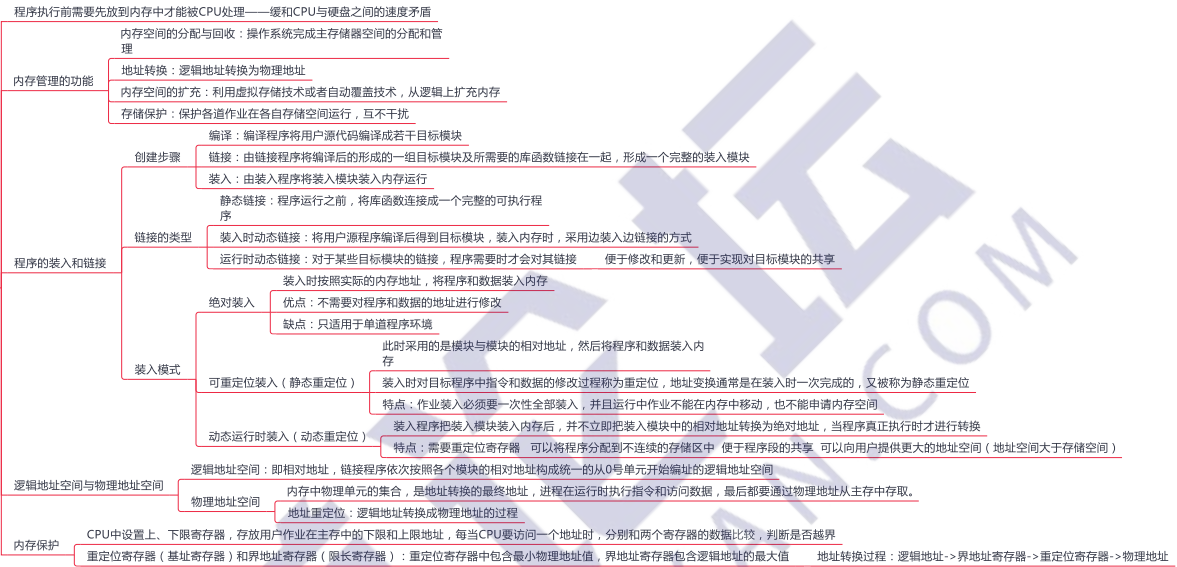 程序执行前需要先放到内存中才能被CPU处理——缓和CPU与硬盘之间的速度矛盾
内存管理的功能
内存空间的分配与回收：操作系统完成主存储器空间的分配和管
理
地址转换：逻辑地址转换为物理地址
内存空间的扩充：利用虚拟存储技术或者自动覆盖技术，从逻辑上扩充内存
存储保护：保护各道作业在各自存储空间运行，互不干扰
程序的装入和链接
创建步骤
编译：编译程序将用户源代码编译成若干目标模块
链接：由链接程序将编译后的形成的一组目标模块及所需要的库函数链接在一起，形成一个完整的装入模块
装入：由装入程序将装入模块装入内存运行
链接的类型
静态链接：程序运行之前，将库函数连接成一个完整的可执行程
序
装入时动态链接：将用户源程序编译后得到目标模块，装入内存时，采用边装入边链接的方式
运行时动态链接：对于某些目标模块的链接，程序需要时才会对其链接 便于修改和更新，便于实现对目标模块的共享
装入模式
绝对装入
装入时按照实际的内存地址，将程序和数据装入内存
优点：不需要对程序和数据的地址进行修改
缺点：只适用于单道程序环境
可重定位装入（静态重定位）
此时采用的是模块与模块的相对地址，然后将程序和数据装入内
存
装入时对目标程序中指令和数据的修改过程称为重定位，地址变换通常是在装入时一次完成的，又被称为静态重定位
特点：作业装入必须要一次性全部装入，并且运行中作业不能在内存中移动，也不能申请内存空间
动态运行时装入（动态重定位）
装入程序把装入模块装入内存后，并不立即把装入模块中的相对地址转换为绝对地址，当程序真正执行时才进行转换
特点：需要重定位寄存器 可以将程序分配到不连续的存储区中 便于程序段的共享 可以向用户提供更大的地址空间（地址空间大于存储空间）
逻辑地址空间与物理地址空间
逻辑地址空间：即相对地址，链接程序依次按照各个模块的相对地址构成统一的从0号单元开始编址的逻辑地址空间
物理地址空间
内存中物理单元的集合，是地址转换的最终地址，进程在运行时执行指令和访问数据，最后都要通过物理地址从主存中存取。
地址重定位：逻辑地址转换成物理地址的过程
内存保护
CPU中设置上、下限寄存器，存放用户作业在主存中的下限和上限地址，每当CPU要访问一个地址时，分别和两个寄存器的数据比较，判断是否越界
重定位寄存器（基址寄存器）和界地址寄存器（限长寄存器）：重定位寄存器中包含最小物理地址值，界地址寄存器包含逻辑地址的最大值 地址转换过程：逻辑地址->界地址寄存器->重定位寄存器->物理地址
论坛
AN.COM